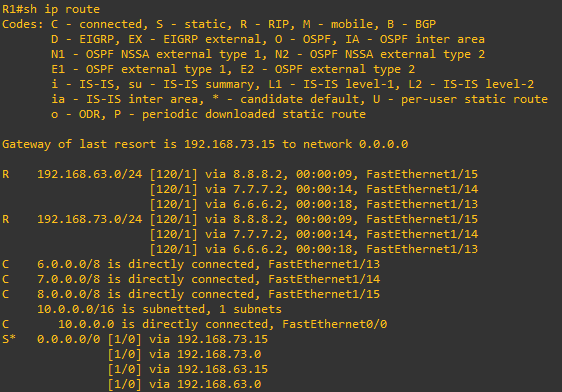 R1#sh ip route
Codes: C - connected, S - static, R - RIP, M - mobile, B - BGP
       D - EIGRP, EX - EIGRP external, O - OSPF, IA - OSPF inter area
       N1 - OSPF NSSA external type 1, N2 - OSPF NSSA external type 2
       E1 - OSPF external type 1, E2 - OSPF external type 2
       i - IS-IS, su - IS-IS summary, L1 - IS-IS level-1, L2 - IS-IS level-2
       ia - IS-IS inter area, * - candidate default, U - per-user static route
       o - ODR, P - periodic downloaded static route
Gateway of last resort is 192.168.73.15 to network 0.0.0.0
R    192.168.63.0/24 [120/1] via 8.8.8.2, 00:00:09, FastEthernet1/15
                     [120/1] via 7.7.7.2, 00:00:14, FastEthernet1/14
                     [120/1] via 6.6.6.2, 00:00:18, FastEthernet1/13
R    192.168.73.0/24 [120/1] via 8.8.8.2, 00:00:09, FastEthernet1/15
                     [120/1] via 7.7.7.2, 00:00:14, FastEthernet1/14
                     [120/1] via 6.6.6.2, 00:00:18, FastEthernet1/13
C    6.0.0.0/8 is directly connected, FastEthernet1/13
C    7.0.0.0/8 is directly connected, FastEthernet1/14
C    8.0.0.0/8 is directly connected, FastEthernet1/15
     10.0.0.0/16 is subnetted, 1 subnets
C       10.0.0.0 is directly connected, FastEthernet0/0
S*   0.0.0.0/0 [1/0] via 192.168.73.15
               [1/0] via 192.168.73.0
               [1/0] via 192.168.63.15
               [1/0] via 192.168.63.0